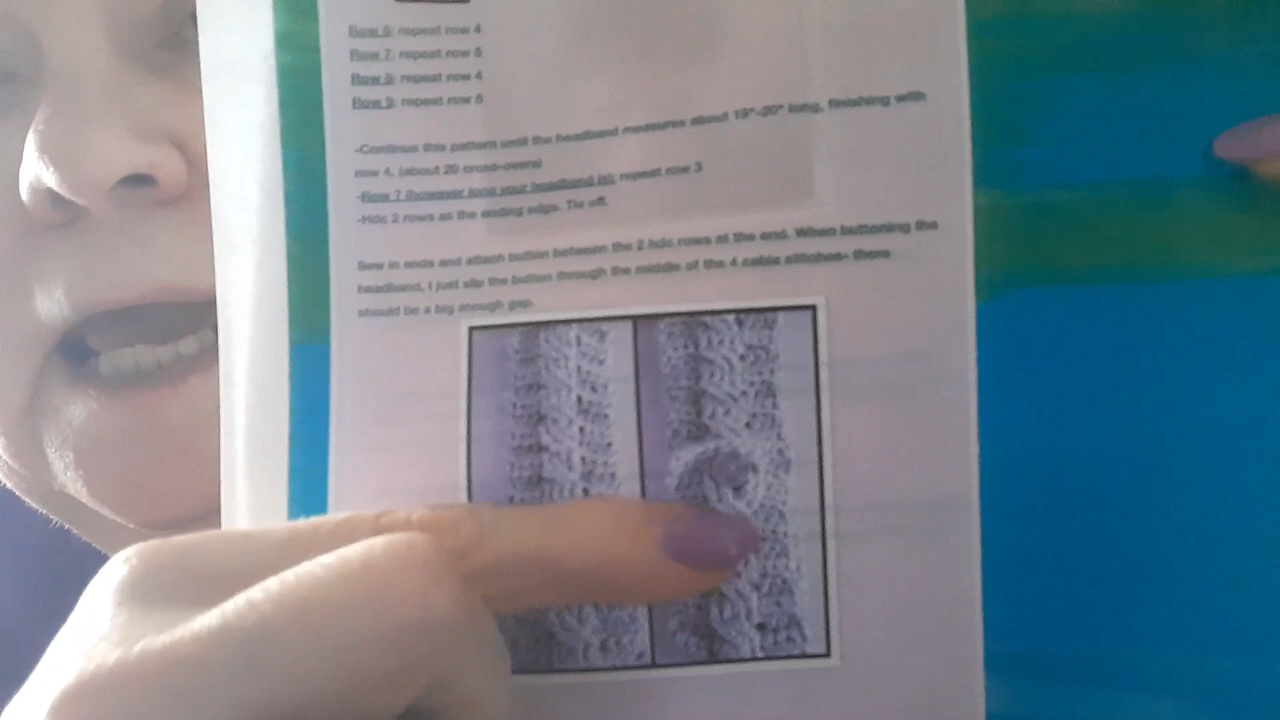 Row 6: repeat row 4
Row 7: repeat row 5
Row 8: repeat row 4
Row 9: repeat row 5
-Continue this pattern until the headband measures about 19"-20" long, finishing with
row 4. (about 20 cross-overs)
-Row ? (however long your headband is): repeat row 3
-Hdc 2 rows as the ending edge. Tie off.
Sew in ends and attach button between the 2 hdc rows at the end. When buttoning the
headband, I just slip the button through the middle of the 4 cable stitches- there
should be a big enough gap.